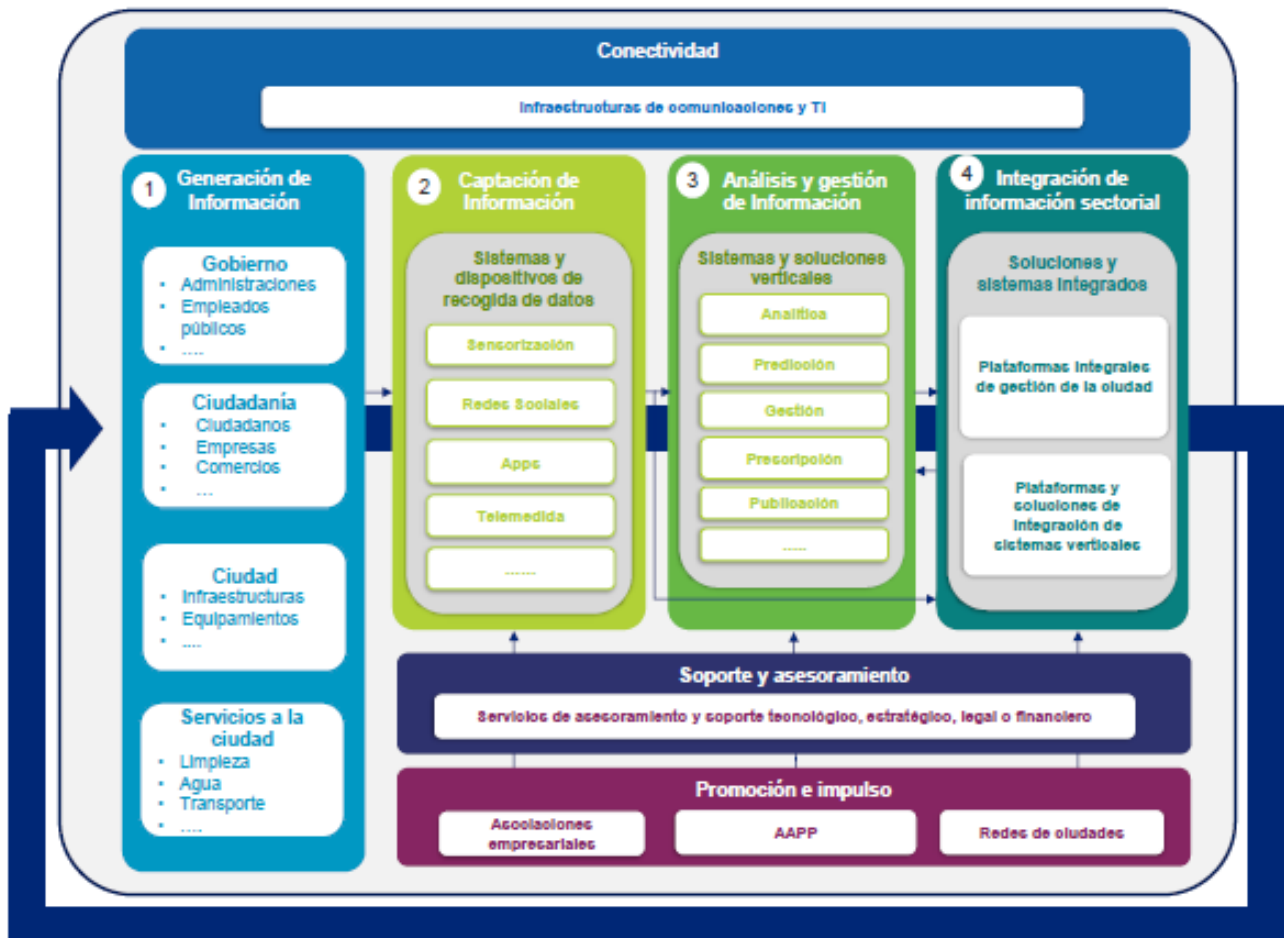 Conectividad
Infraestructuras de comunicaciones y TI
1
Generación de
Información
Gobierno
• Administraciones
• Empleados
públicos
• ....
Ciudadanía
• Ciudadanos
• Empresas
• Comercios
• ....
Ciudad
• Infraestructuras
• Equipamientos
• ....
Servicios a la
ciudad
• Limpieza
• Agua
• Transporte
• ....
2
Captación de
Información
Sistemas y
dispositivos de
recogida de datos
Sensorización
Redes Sociales
Apps
Telemedida
......
3
Análisis y gestión
de Información
Sistemas y soluciones
verticales
Analítica
Predicción
Gestión
Prescripción
Publicación
.....
4
Integración de
información sectorial
Soluciones y
sistemas integrados
Plataformas integrales
de gestión de la ciudad
Plataformas y
soluciones de
integración de
sistemas verticales
Soporte y asesoramiento
Servicios de asesoramiento y soporte tecnológico, estratégico, legal o financiero
Promoción e impulso
Asociaciones
empresariales
AAPP
Redes de ciudades